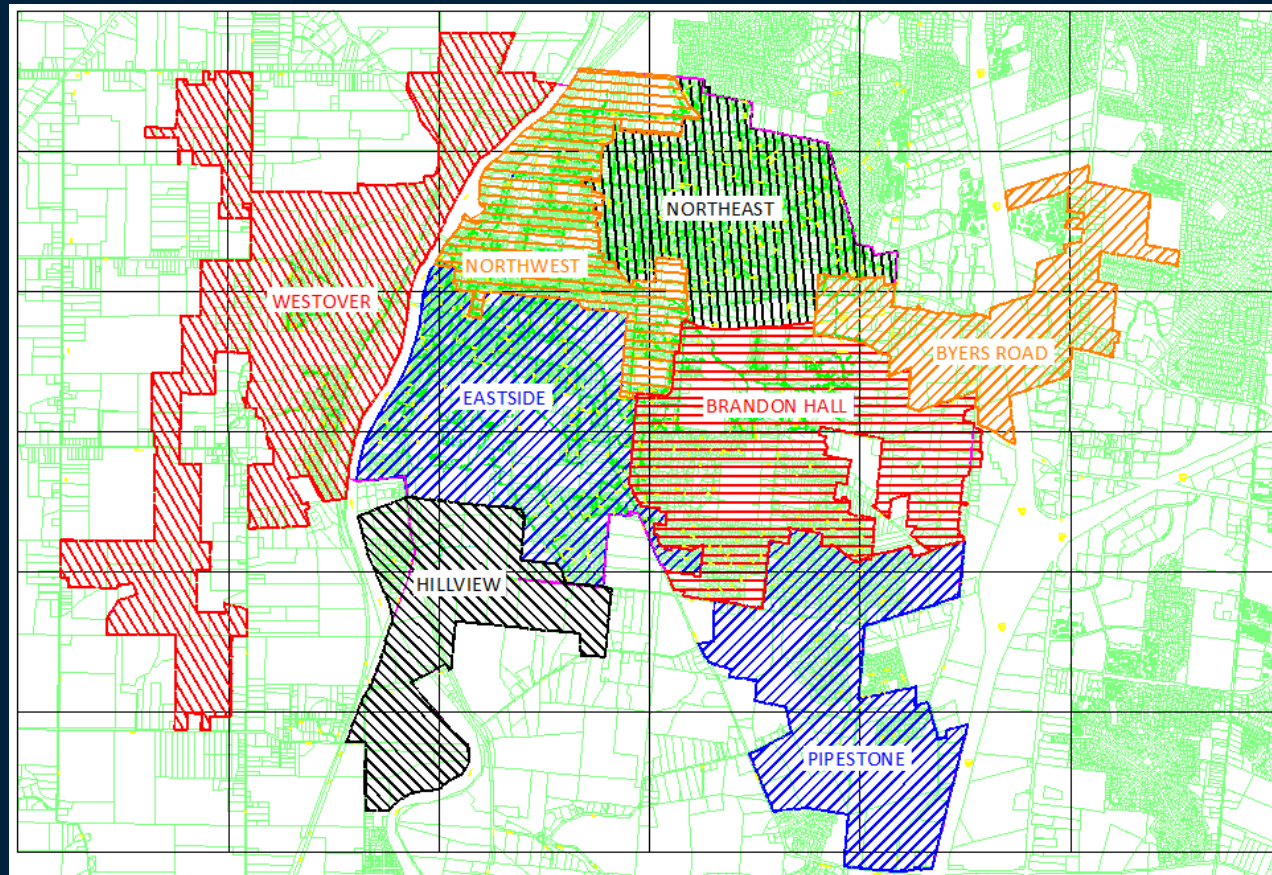 NORTHEAST
NORTHWEST
WESTOVER
BYERS ROAD
EASTSIDE
BRANDON HALL
HILLVIEW
PIPESTONE